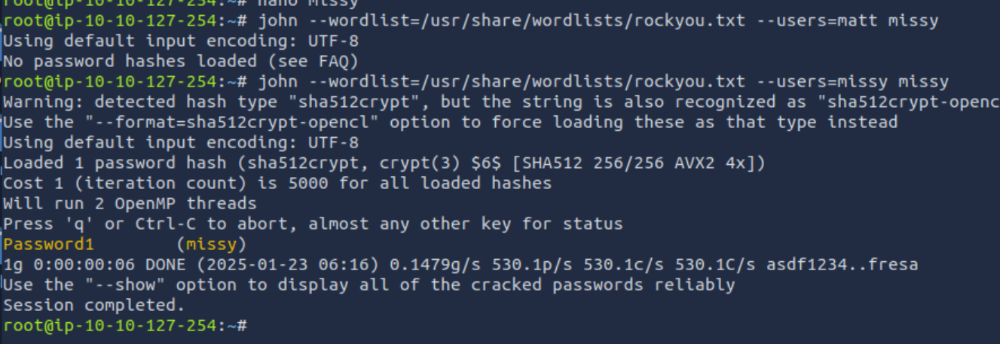 root@ip-10-10-127-254:~# nano missy
root@ip-10-10-127-254:~# john --wordlist=/usr/share/wordlists/rockyou.txt --users=matt missy
Using default input encoding: UTF-8
No password hashes loaded (see FAQ)
root@ip-10-10-127-254:~# john --wordlist=/usr/share/wordlists/rockyou.txt --users=missy missy
Warning: detected hash type "sha512crypt", but the string is also recognized as "sha512crypt-openc
Use the "--format=sha512crypt-opencl" option to force loading these as that type instead
Using default input encoding: UTF-8
Loaded 1 password hash (sha512crypt, crypt(3) $6$ [SHA512 256/256 AVX2 4x])
Cost 1 (iteration count) is 5000 for all loaded hashes
Will run 2 OpenMP threads
Press 'q' or Ctrl-C to abort, almost any other key for status
Password1        (missy)
1g 0:00:00:06 DONE (2025-01-23 06:16) 0.1479g/s 530.1p/s 530.1c/s 530.1C/s asdf1234..fresa
Use the "--show" option to display all of the cracked passwords reliably
Session completed.
root@ip-10-10-127-254:~#